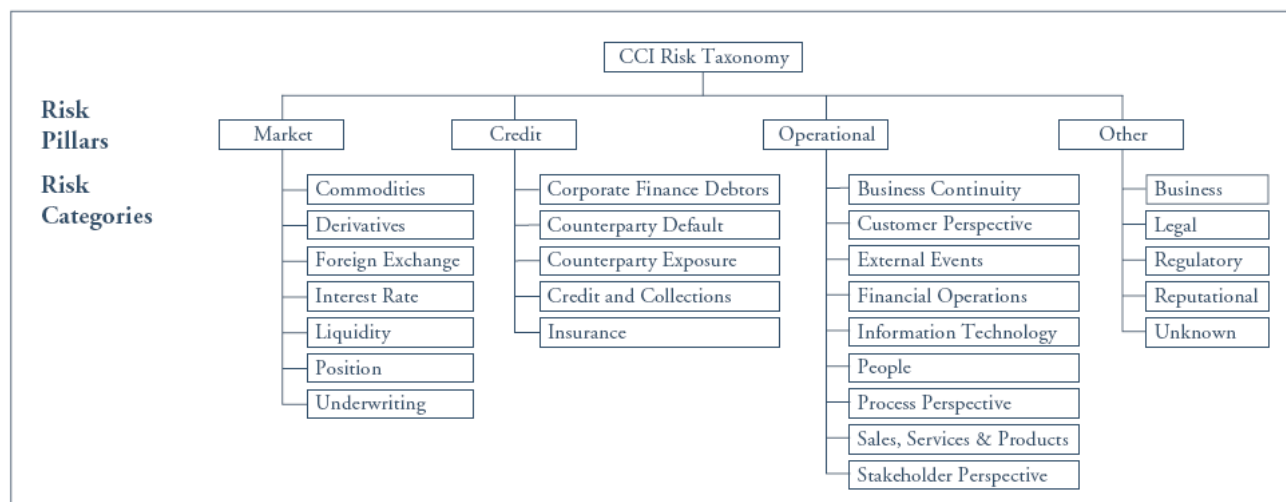 CCI Risk Taxonomy
Risk
Pillars
Market
Credit
Operational
Other
Risk
Categories
Commodities
Derivatives
Foreign Exchange
Interest Rate
Liquidity
Position
Underwriting
Corporate Finance Debtors
Counterparty Default
Counterparty Exposure
Credit and Collections
Insurance
Business Continuity
Customer Perspective
External Events
Financial Operations
Information Technology
People
Process Perspective
Sales, Services & Products
Stakeholder Perspective
Business
Legal
Regulatory
Reputational
Unknown